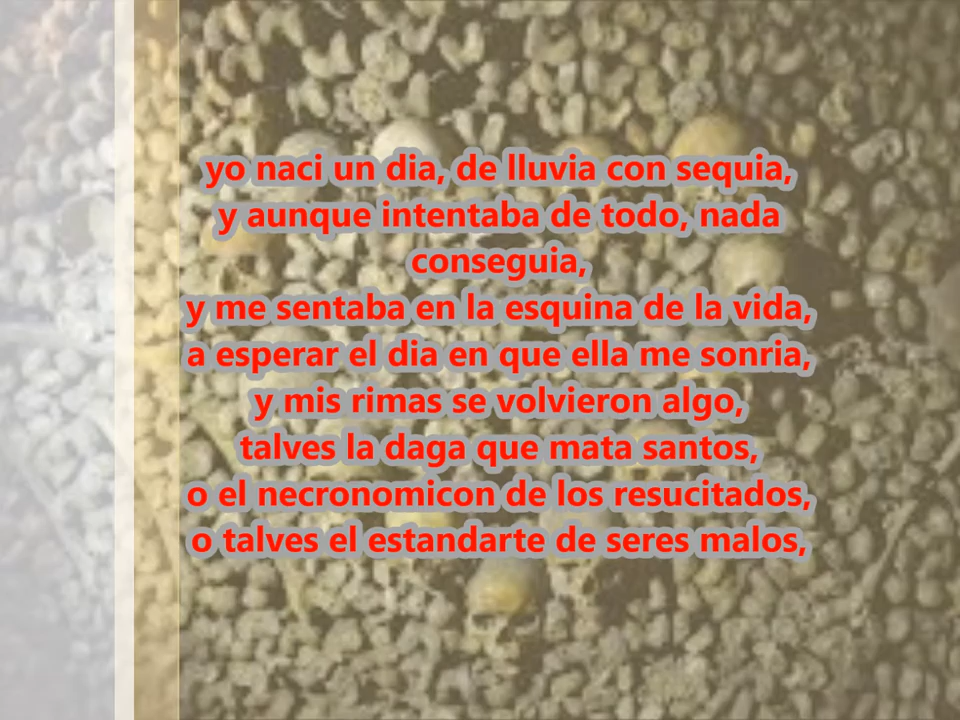 yo naci un dia, de lluvia con sequia,
y aunque intentaba de todo, nada
conseguia,
y me sentaba en la esquina de la vida,
a esperar el dia en que ella me sonria,
y mis rimas se volvieron algo,
talves la daga que mata santos,
o el necronomicon de los resucitados,
o talves el estandarte de seres malos,